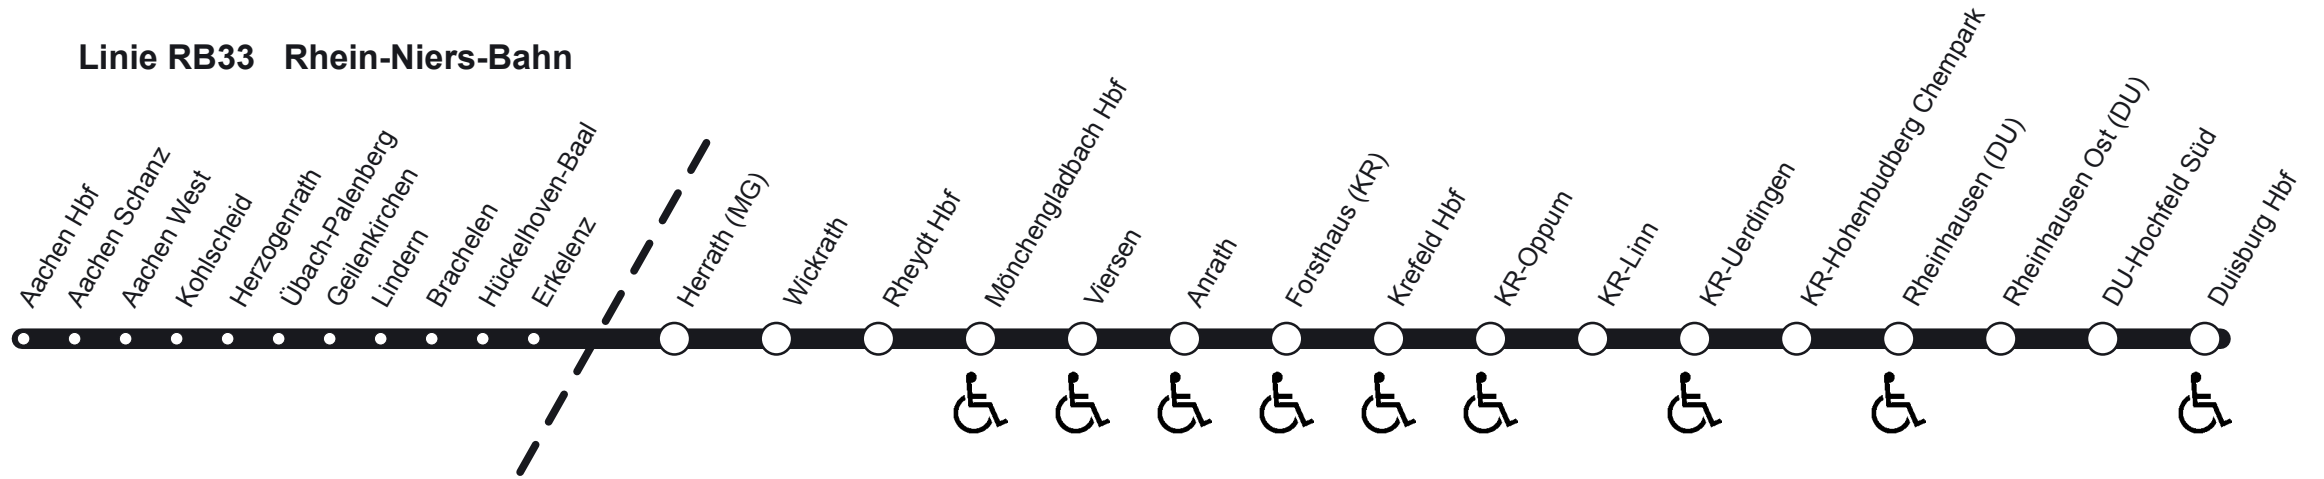 Linie RB33 Rhein-Niers-Bahn
Aachen Hbf
Aachen Schanz
Aachen West
Kohlscheid
Herzogenrath
Übach-Palenberg
Geilenkirchen
Lindern
Brachelen
Hückelhoven-Baal
Erkelenz
Herrath (MG)
Wickrath
Rheydt Hbf
Mönchengladbach Hbf
Viersen
Anrath
Forsthaus (KR)
Krefeld Hbf
KR-Oppum
KR-Linn
KR-Uerdingen
KR-Hohenbudberg Chempark
Rheinhausen (DU)
Rheinhausen Ost (DU)
DU-Hochfeld Süd
Duisburg Hbf